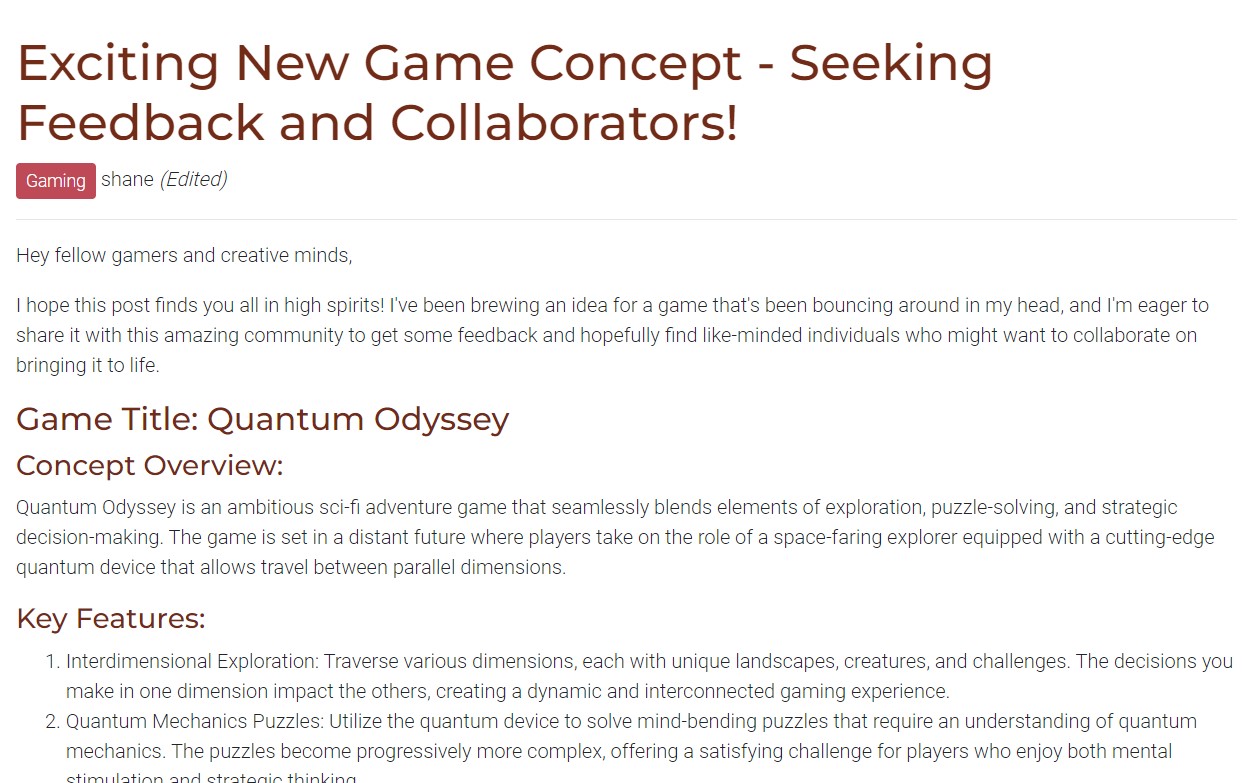 Exciting New Game Concept - Seeking
Feedback and Collaborators!
Gaming shane (Edited)
Hey fellow gamers and creative minds,
I hope this post finds you all in high spirits! I've been brewing an idea for a game that's been bouncing around in my head, and I'm eager to
share it with this amazing community to get some feedback and hopefully find like-minded individuals who might want to collaborate on
bringing it to life.
Game Title: Quantum Odyssey
Concept Overview:
Quantum Odyssey is an ambitious sci-fi adventure game that seamlessly blends elements of exploration, puzzle-solving, and strategic
decision-making. The game is set in a distant future where players take on the role of a space-faring explorer equipped with a cutting-edge
quantum device that allows travel between parallel dimensions.
Key Features:
1. Interdimensional Exploration: Traverse various dimensions, each with unique landscapes, creatures, and challenges. The decisions you
make in one dimension impact the others, creating a dynamic and interconnected gaming experience.
2. Quantum Mechanics Puzzles: Utilize the quantum device to solve mind-bending puzzles that require an understanding of quantum
mechanics. The puzzles become progressively more complex, offering a satisfying challenge for players who enjoy both mental
stimulation and strategic thinking.